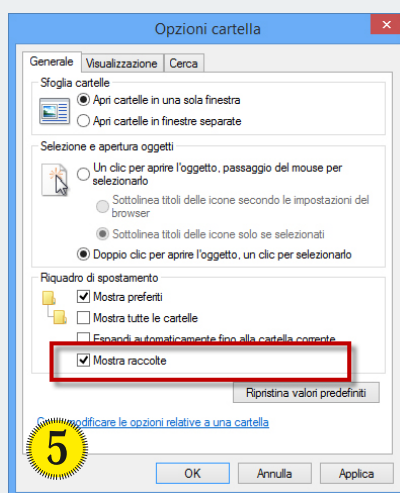 Opzioni cartella
Generale
Visualizzazione
Cerca
Sfoglia cartelle
Apri cartelle in una sola finestra
Apri cartelle in finestre separate
Selezione e apertura oggetti
Un clic per aprire l'oggetto, passaggio del mouse per
selezionarlo
Sottolinea titoli delle icone secondo le impostazioni del
browser
Sottolinea titoli delle icone solo se selezionati
Doppio clic per aprire l'oggetto, un clic per selezionarlo
Riquadro di spostamento
Mostra preferiti
Mostra tutte le cartelle
Espandi automaticamente fino alla cartella corrente
Mostra raccolte
Ripristina valori predefiniti
modificare le opzioni relative a una cartella
5
OK
Annulla
Applica